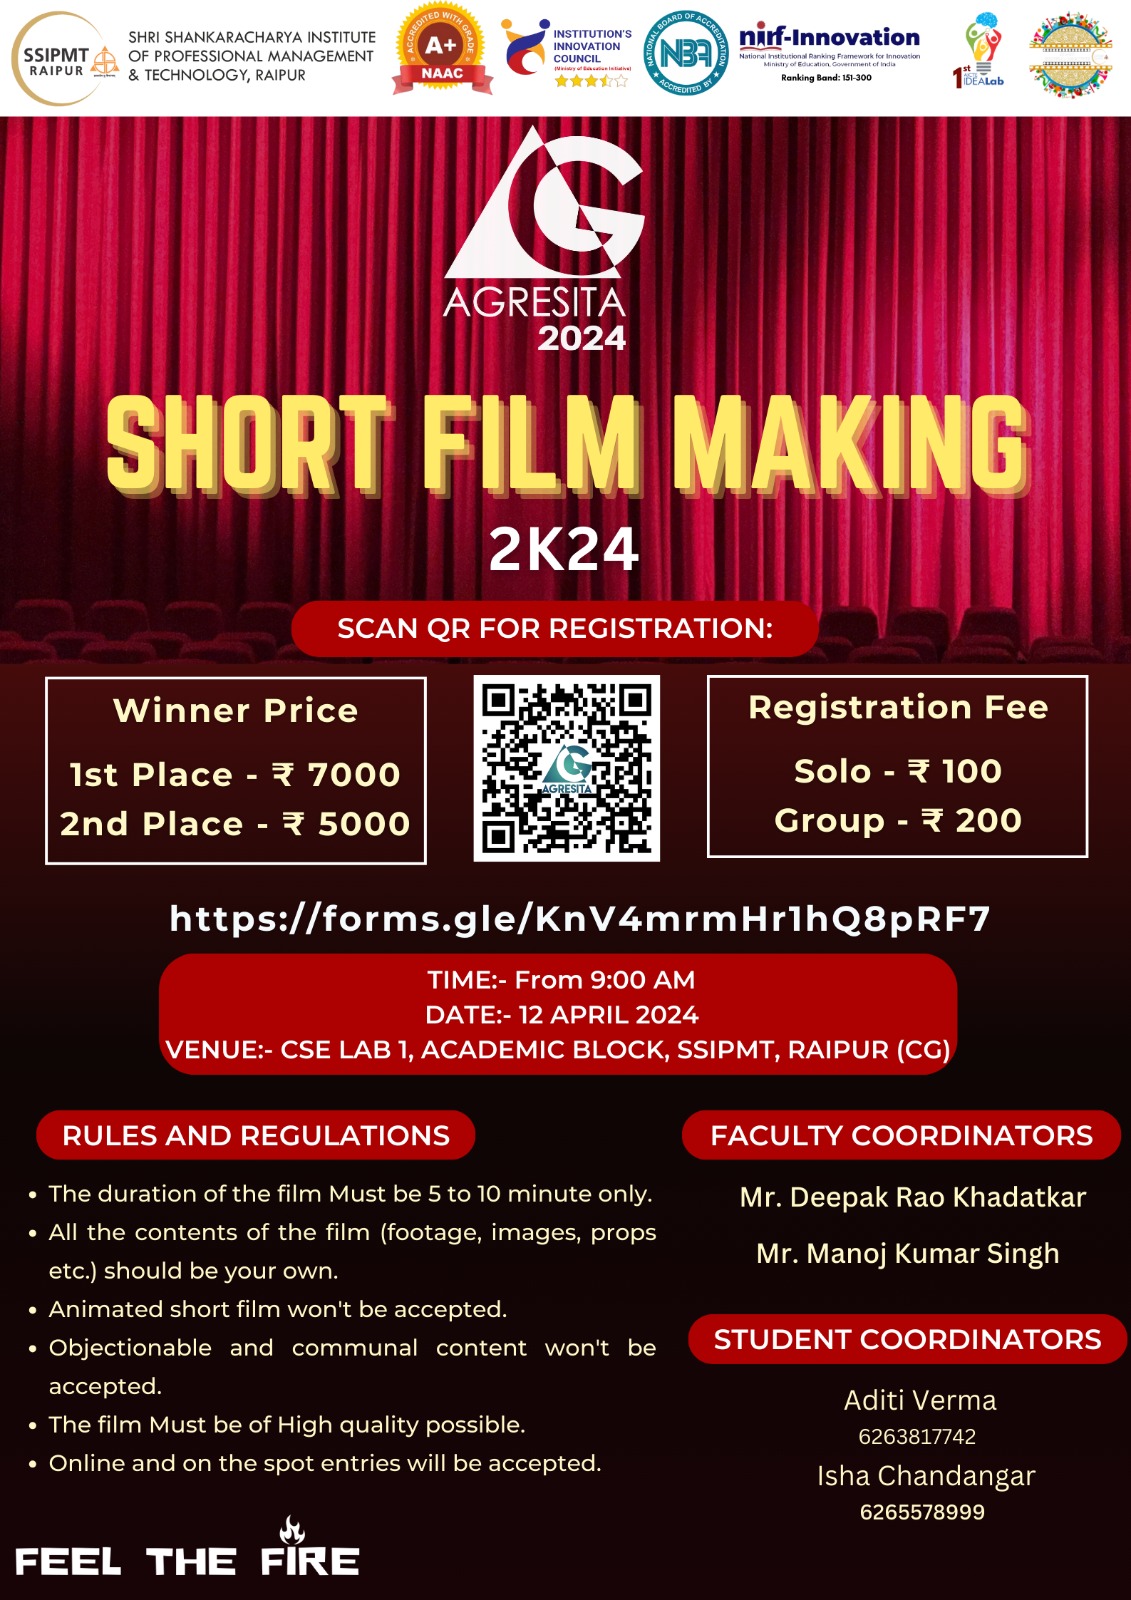 SSIPMT
RAIPUR
SHRI SHANKARACHARYA INSTITUTE
OF PROFESSIONAL MANAGEMENT
& TECHNOLOGY, RAIPUR
ACCREDITED WITH GRADE
A+
NAAC
INSTITUTION'S
INNOVATION
COUNCIL
(Ministry of Education Initiative)
NATIONAL BOARD OF ACCREDITATION
NBA
ACCREDITED BY
nirf-Innovation
National Institutional Ranking Framework for Innovation
Ministry of Education, Government of India
Ranking Band: 151-300
1st
AICTE
IDEALab
AG
AGRESITA
2024
SHORT FILM MAKING
2K24
SCAN QR FOR REGISTRATION:
Winner Price
1st Place - ₹ 7000
2nd Place - ₹ 5000
AGRESITA
Registration Fee
Solo - ₹ 100
Group - ₹ 200
https://forms.gle/KnV4mrmHr1hQ8pRF7
TIME:- From 9:00 AM
DATE:- 12 APRIL 2024
VENUE:- CSE LAB 1, ACADEMIC BLOCK, SSIPMT, RAIPUR (CG)
RULES AND REGULATIONS
• The duration of the film Must be 5 to 10 minute only.
• All the contents of the film (footage, images, props
etc.) should be your own.
• Animated short film won't be accepted.
• Objectionable and communal content won't be
accepted.
• The film Must be of High quality possible.
• Online and on the spot entries will be accepted.
FACULTY COORDINATORS
Mr. Deepak Rao Khadatkar
Mr. Manoj Kumar Singh
STUDENT COORDINATORS
Aditi Verma
6263817742
Isha Chandangar
6265578999
FEEL THE FIRE